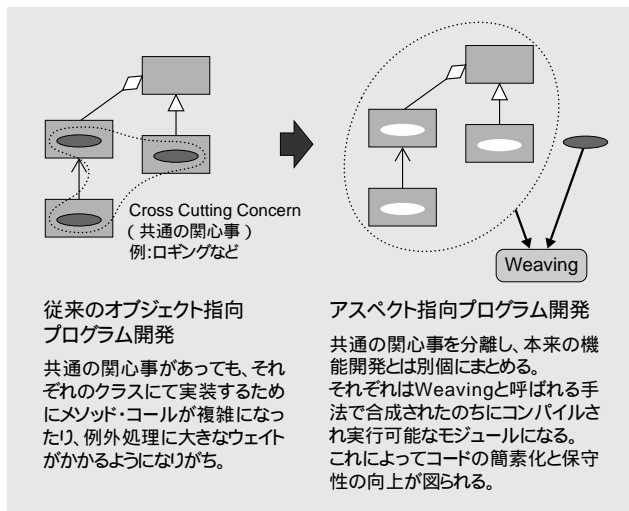 Cross Cutting Concern
(共通の関心事)
例:ロギングなど
Weaving
従来のオブジェクト指向
プログラム開発
共通の関心事があっても、それ
ぞれのクラスにて実装するため
にメソッド・コールが複雑になっ
たり、例外処理に大きなウェイト
がかかるようになりがち。
アスペクト指向プログラム開発
共通の関心事を分離し、本来の機
能開発とは別個にまとめる。
それぞれはWeavingと呼ばれる手
法で合成されたのちにコンパイルさ
れ実行可能なモジュールになる。
これによってコードの簡素化と保守
性の向上が図られる。